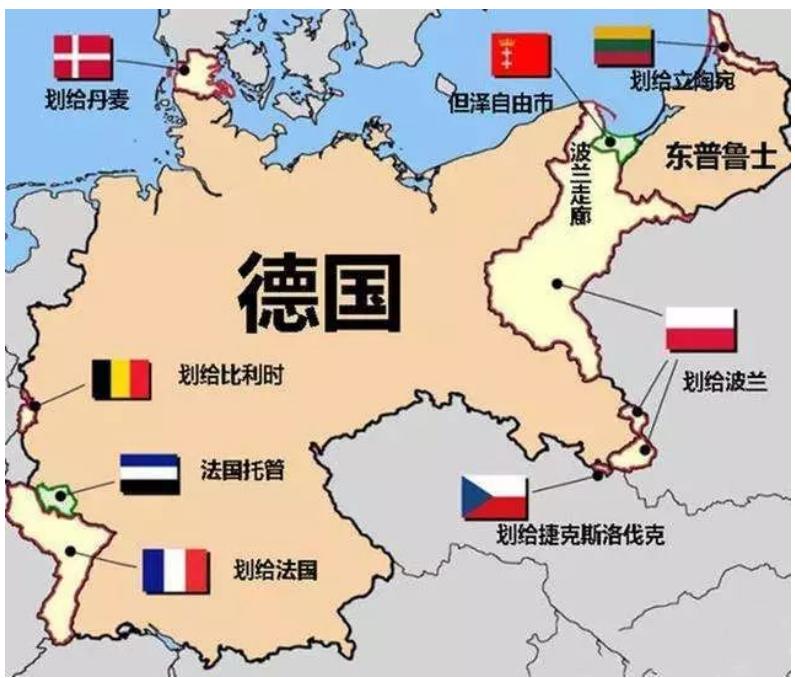 划给丹麦
但泽自由市
划给立陶宛
波兰走廊
东普鲁士
德国
划给比利时
划给波兰
法国托管
划给捷克斯洛伐克
划给法国